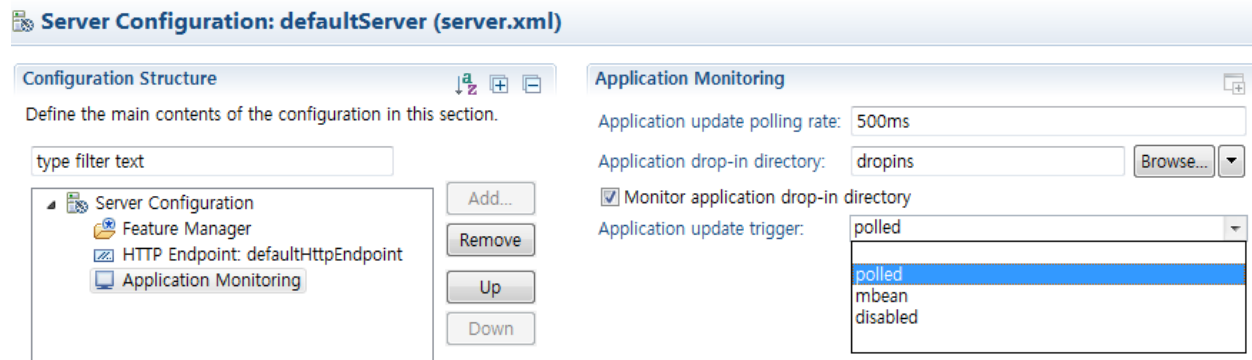 Server Configuration: defaultServer (server.xml)
Configuration Structure
Define the main contents of the configuration in this section.
type filter text
Server Configuration
Feature Manager
HTTP Endpoint: defaultHttpEndpoint
Application Monitoring
Add...
Remove
Up
Down
Application Monitoring
Application update polling rate: 500ms
Application drop-in directory: dropins Browse...
Monitor application drop-in directory
Application update trigger: polled
polled
mbean
disabled